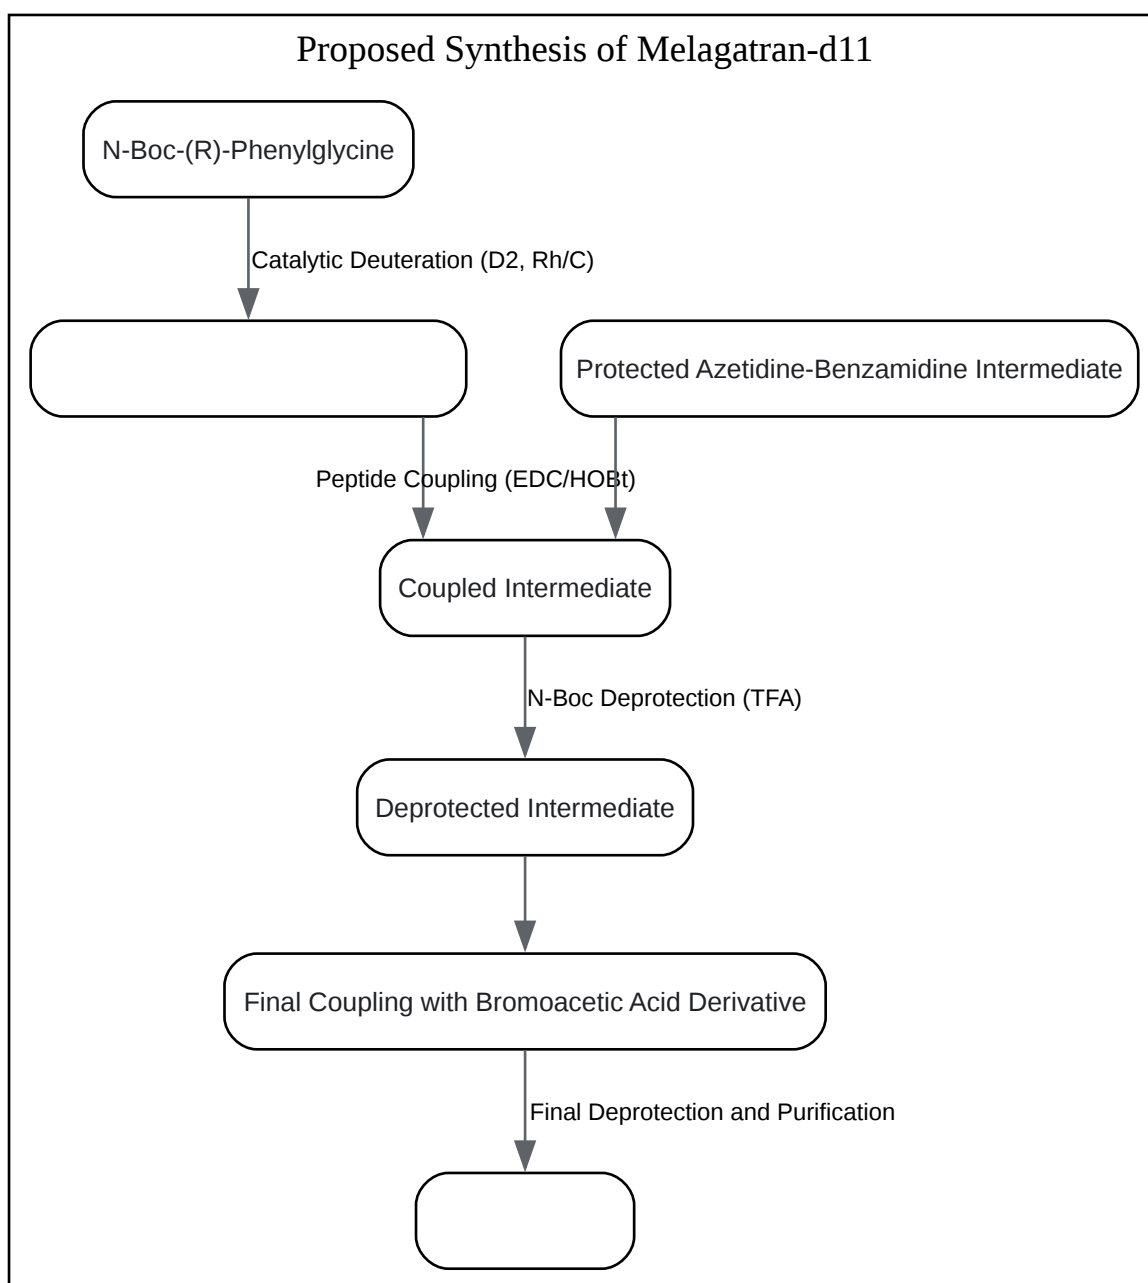 Proposed Synthesis of Melagatran-d11
N-Boc-(R)-Phenylglycine
Catalytic Deuteration (D2, Rh/C)
Protected Azetidine-Benzamidine Intermediate
Peptide Coupling (EDC/HOBt)
Coupled Intermediate
N-Boc Deprotection (TFA)
Deprotected Intermediate
Final Coupling with Bromoacetic Acid Derivative
Final Deprotection and Purification